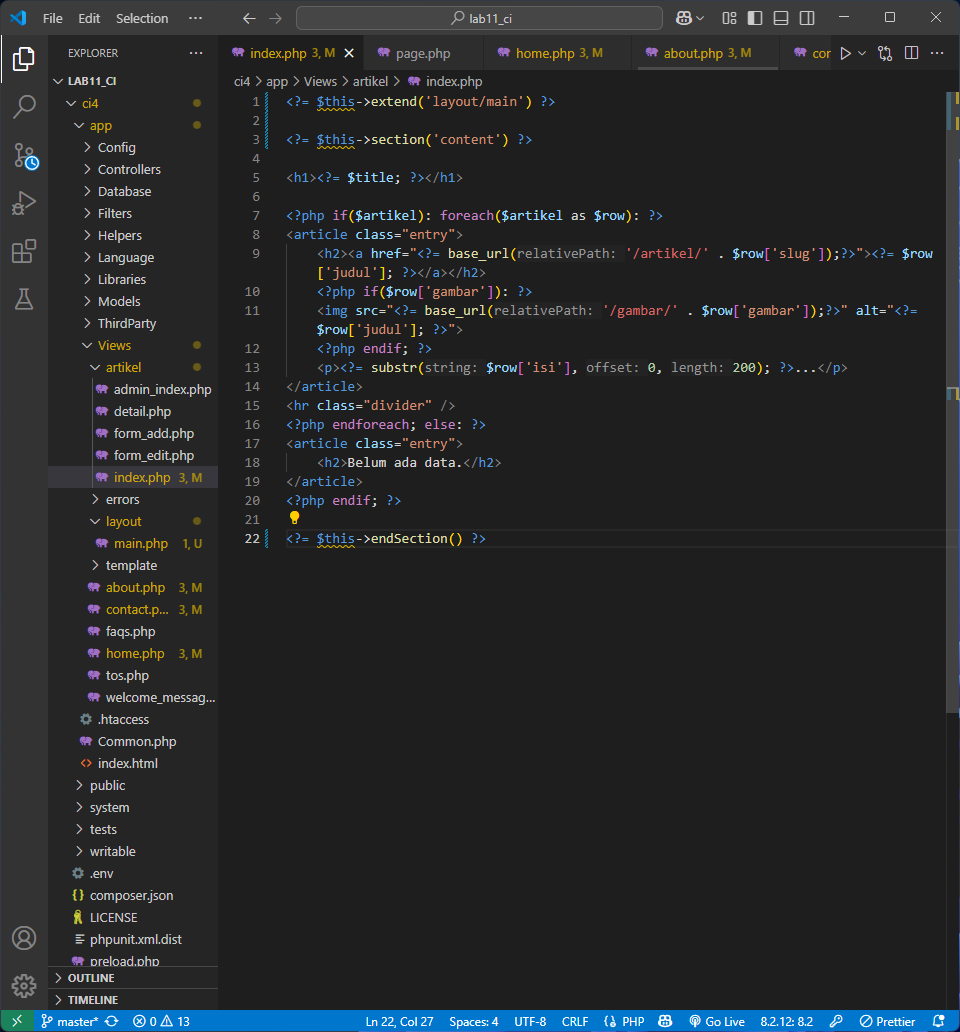 File Edit Selection ··· lab11_ci
EXPLORER ···
LAB11_CI
ci4
app
Config
Controllers
Database
Filters
Helpers
Language
Libraries
Models
ThirdParty
Views
artikel
admin_index.php
detail.php
form_add.php
form_edit.php
index.php 3, M
errors
layout
main.php 1, U
template
about.php 3, M
contact.p... 3, M
faqs.php
home.php 3, M
tos.php
welcome_messag...
.htaccess
Common.php
index.html
public
system
tests
writable
.env
composer.json
LICENSE
phpunit.xml.dist
preload.php
OUTLINE
TIMELINE
index.php 3, M page.php home.php 3, M about.php 3, M cor
ci4 > app > Views > artikel > index.php
1 <?= $this->extend('layout/main') ?>
2
3 <?= $this->section('content') ?>
4
5 <h1><?= $title; ?></h1>
6
7 <?php if($artikel): foreach($artikel as $row): ?>
8 <article class="entry">
9 <h2><a href="<?= base_url(relativePath: '/artikel/' . $row['slug']);?>"><?= $row
['judul']; ?></a></h2>
10 <?php if($row['gambar']): ?>
11 <img src="<?= base_url(relativePath: '/gambar/' . $row['gambar']);?>" alt="<?=
$row['judul']; ?>">
12 <?php endif; ?>
13 <p><?= substr(string: $row['isi'], offset: 0, length: 200); ?>...</p>
14 </article>
15 <hr class="divider" />
16 <?php endforeach; else: ?>
17 <article class="entry">
18 <h2>Belum ada data.</h2>
19 </article>
20 <?php endif; ?>
21
22 <?= $this->endSection() ?>
master* 0 13 Ln 22, Col 27 Spaces: 4 UTF-8 CRLF {} PHP Go Live 8.2.12: 8.2 Prettier